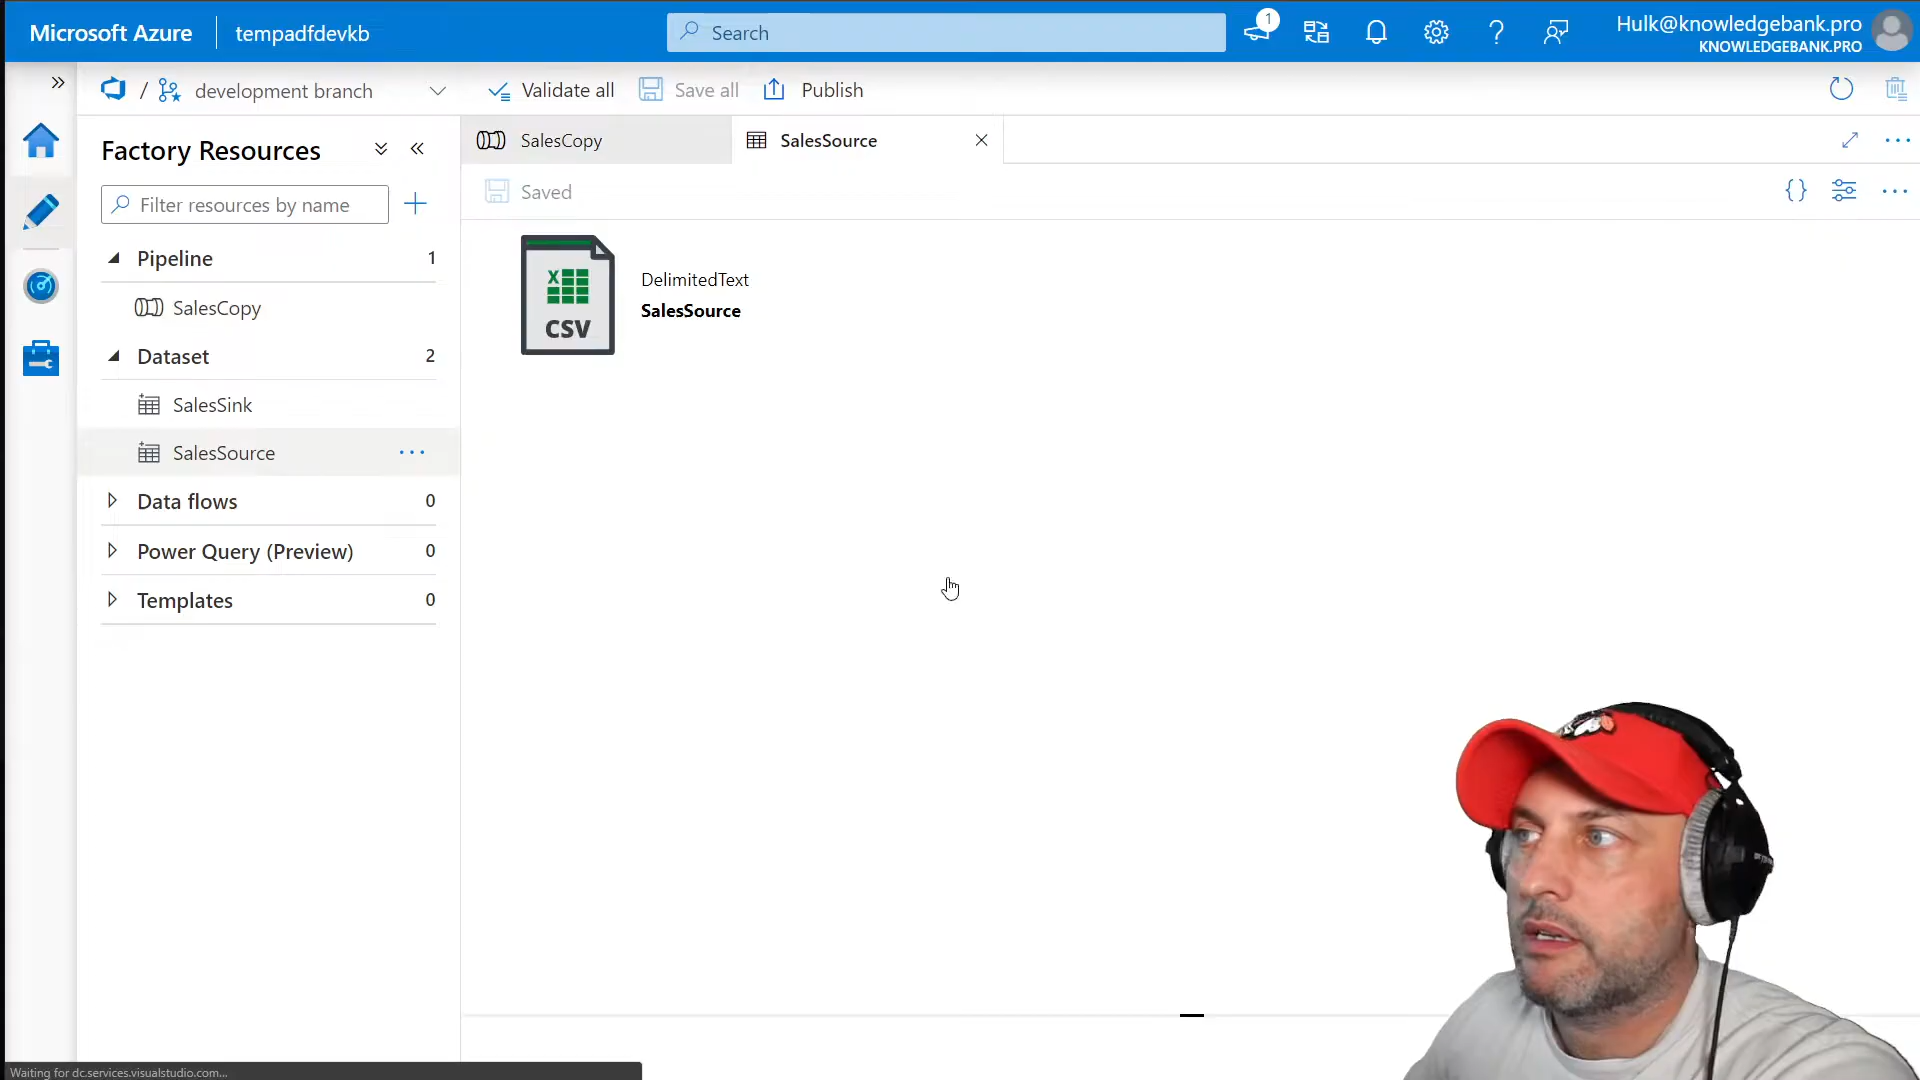 Microsoft Azure
tempadfdevkb
Search
1
Hulk@knowledgebank.pro
KNOWLEDGEBANK.PRO
/ development branch
Validate all
Save all
Publish
Factory Resources
Filter resources by name
Pipeline 1
SalesCopy
Dataset 2
SalesSink
SalesSource
Data flows 0
Power Query (Preview) 0
Templates 0
SalesCopy
SalesSource
Saved
{}
X
CSV
DelimitedText
SalesSource
Waiting for dc.services.visualstudio.com...